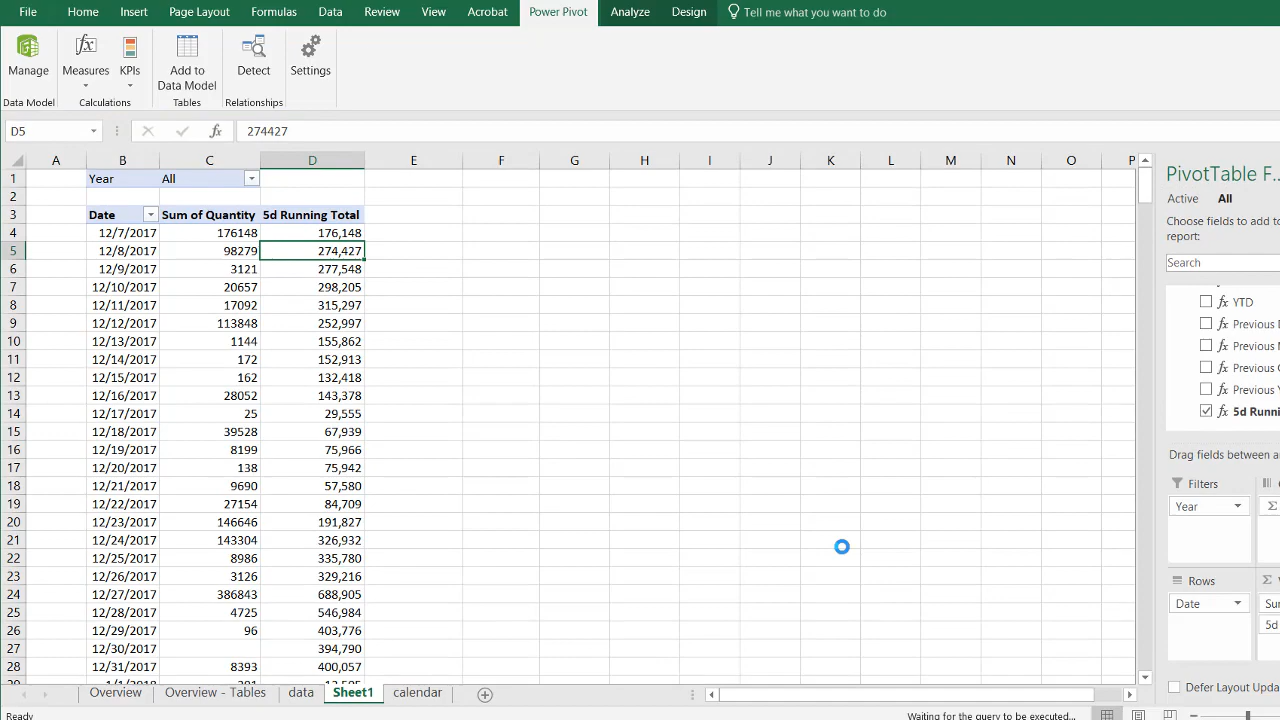 File Home Insert Page Layout Formulas Data Review View Acrobat Power Pivot Analyze Design Tell me what you want to do
Manage Measures KPIs Add to Data Model Detect Settings
Data Model Calculations Tables Relationships
D5 fx 274427
A B C D E F G H I J K L M N O P
1 Year All
2
3 Date Sum of Quantity 5d Running Total
4 12/7/2017 176148 176,148
5 12/8/2017 98279 274,427
6 12/9/2017 3121 277,548
7 12/10/2017 20657 298,205
8 12/11/2017 17092 315,297
9 12/12/2017 113848 252,997
10 12/13/2017 1144 155,862
11 12/14/2017 172 152,913
12 12/15/2017 162 132,418
13 12/16/2017 28052 143,378
14 12/17/2017 25 29,555
15 12/18/2017 39528 67,939
16 12/19/2017 8199 75,966
17 12/20/2017 138 75,942
18 12/21/2017 9690 57,580
19 12/22/2017 27154 84,709
20 12/23/2017 146646 191,827
21 12/24/2017 143304 326,932
22 12/25/2017 8986 335,780
23 12/26/2017 3126 329,216
24 12/27/2017 386843 688,905
25 12/28/2017 4725 546,984
26 12/29/2017 96 403,776
27 12/30/2017 394,790
28 12/31/2017 8393 400,057
PivotTable F..
Active All
Choose fields to add to
report:
Search
fx YTD
fx Previous
fx Previous
fx Previous
fx Previous
fx 5d Runnin
Drag fields between
Filters
Year
Rows Σ
Date Sur
5d
Defer Layout Upda
Overview Overview - Tables data Sheet1 calendar
Ready Waiting for the query to be executed...